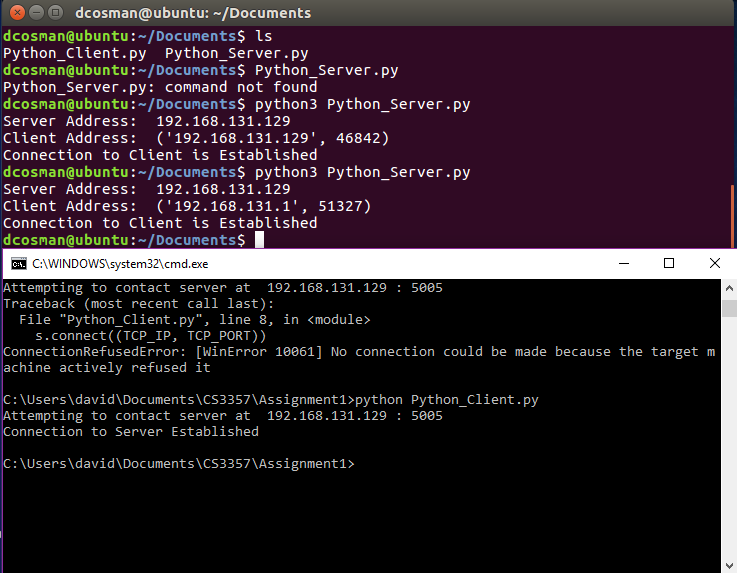 dcosman@ubuntu: ~/Documents
dcosman@ubuntu:~/Documents$ ls
Python_Client.py  Python_Server.py
dcosman@ubuntu:~/Documents$ Python_Server.py
Python_Server.py: command not found
dcosman@ubuntu:~/Documents$ python3 Python_Server.py
Server Address:  192.168.131.129
Client Address:  ('192.168.131.129', 46842)
Connection to Client is Established
dcosman@ubuntu:~/Documents$ python3 Python_Server.py
Server Address:  192.168.131.129
Client Address:  ('192.168.131.1', 51327)
Connection to Client is Established
dcosman@ubuntu:~/Documents$
C:\WINDOWS\system32\cmd.exe
Attempting to contact server at  192.168.131.129 : 5005
Traceback (most recent call last):
  File "Python_Client.py", line 8, in <module>
    s.connect((TCP_IP, TCP_PORT))
ConnectionRefusedError: [WinError 10061] No connection could be made because the target m
achine actively refused it
C:\Users\david\Documents\CS3357\Assignment1>python Python_Client.py
Attempting to contact server at  192.168.131.129 : 5005
Connection to Server Established
C:\Users\david\Documents\CS3357\Assignment1>